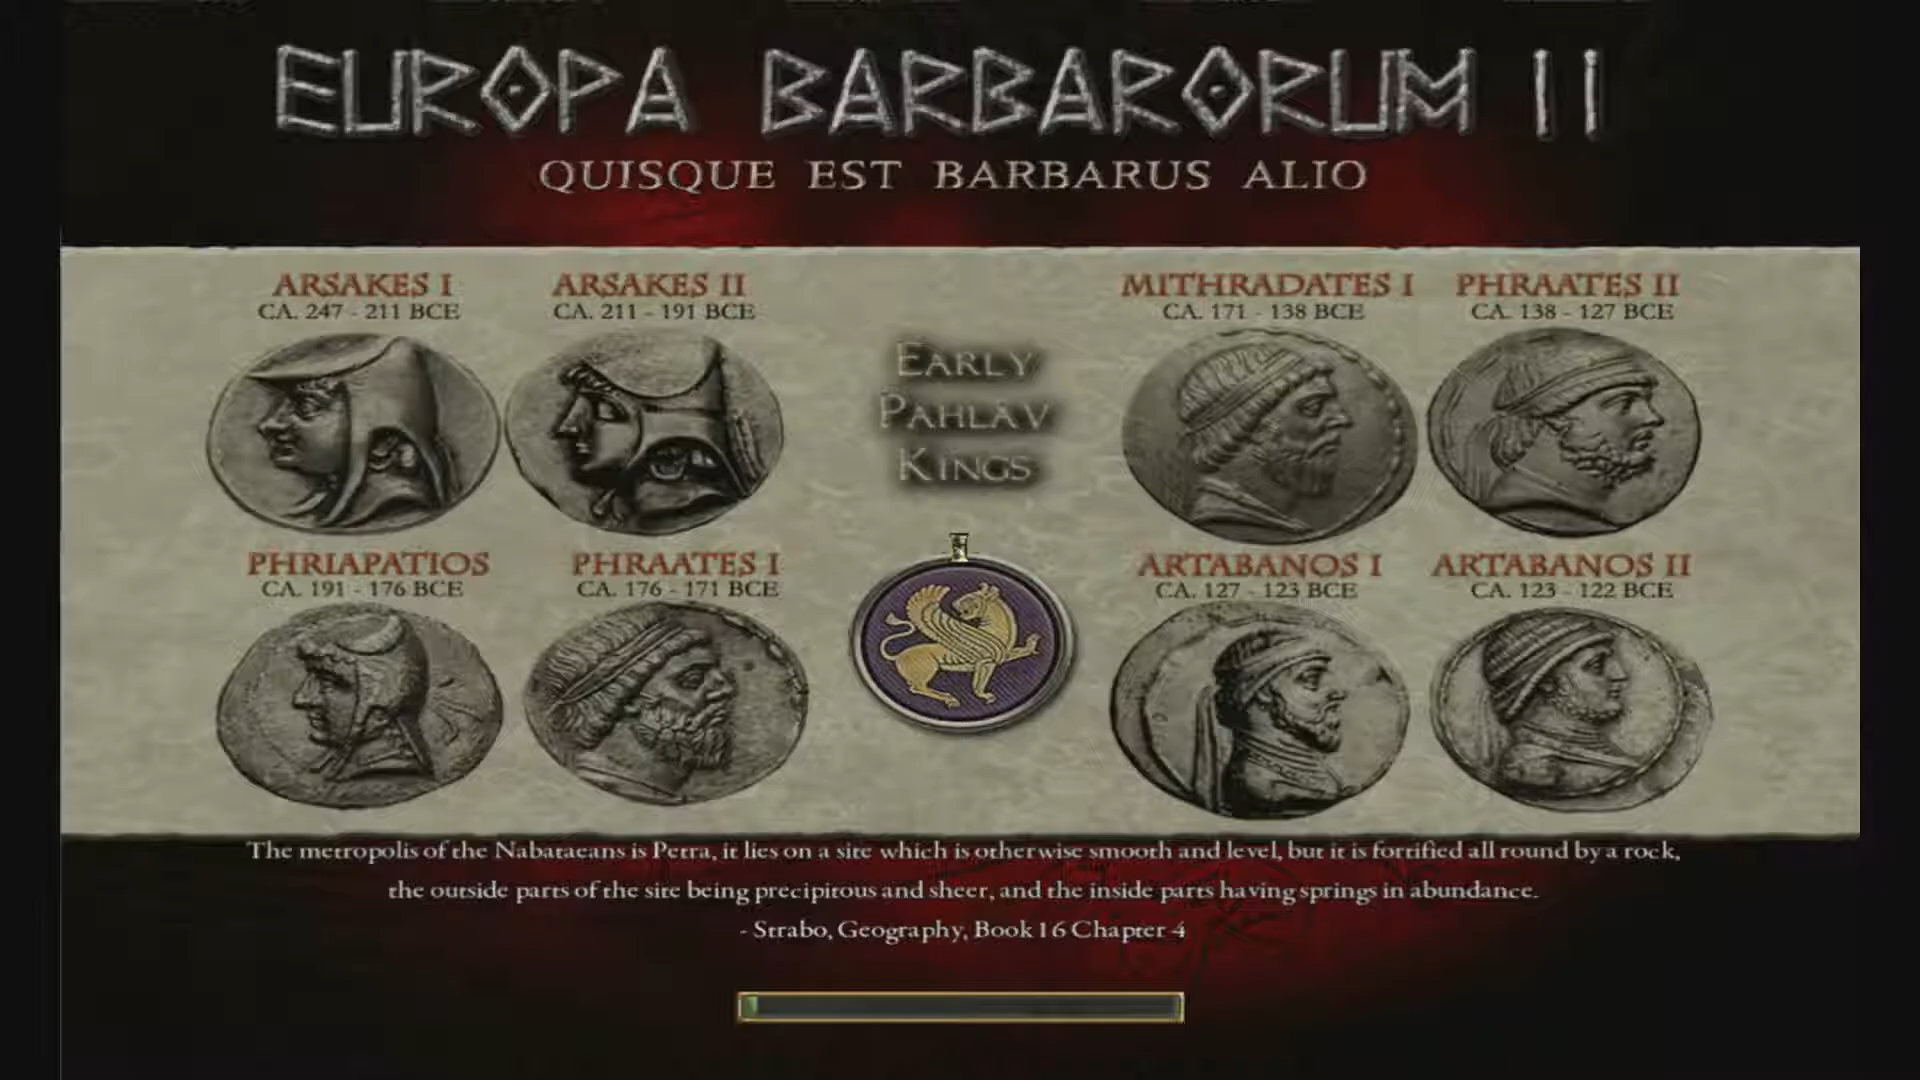 EUROPA BARBARORUM II
QUISQUE EST BARBARUS ALIO
ARSAKES I
CA. 247 - 211 BCE
ARSAKES II
CA. 211 - 191 BCE
EARLY
PAHLAV
KINGS
MITHRADATES I
CA. 171 - 138 BCE
PHRAATES II
CA. 138 - 127 BCE
PHRIAPATIOS
CA. 191 - 176 BCE
PHRAATES I
CA. 176 - 171 BCE
ARTABANOS I
CA. 127 - 123 BCE
ARTABANOS II
CA. 123 - 122 BCE
The metropolis of the Nabataeans is Petra, it lies on a site which is otherwise smooth and level, but it is fortified all round by a rock,
the outside parts of the site being precipitous and sheer, and the inside parts having springs in abundance.
- Strabo, Geography, Book 16 Chapter 4